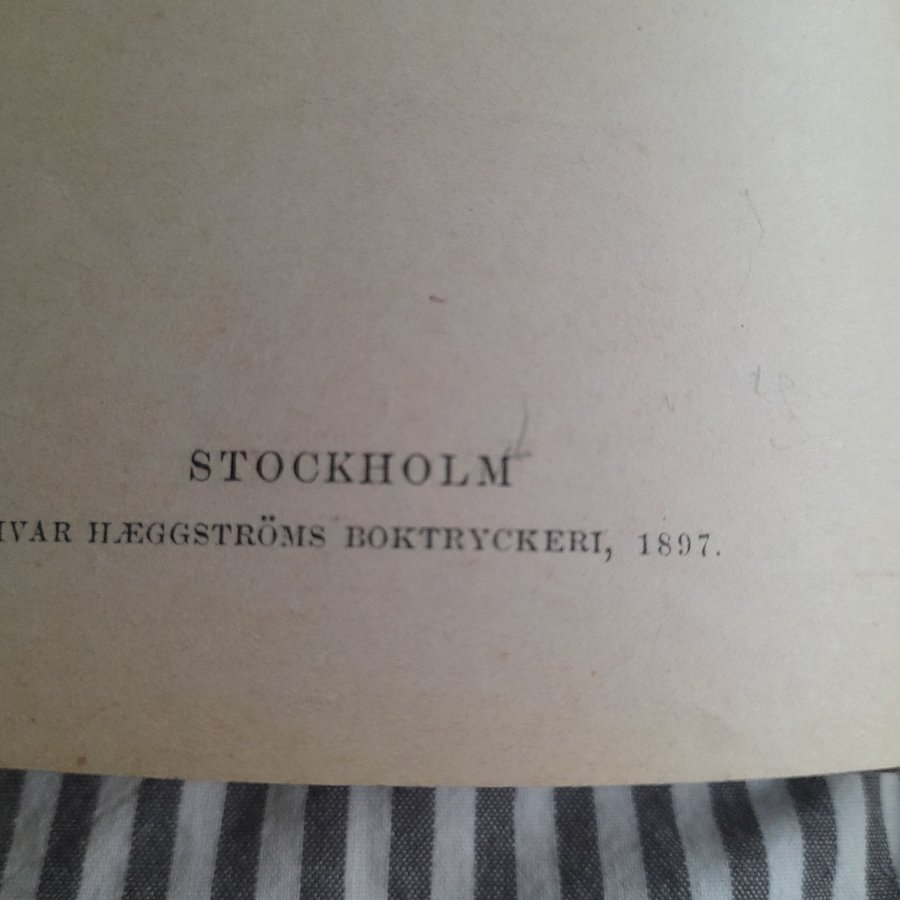 STOCKHOLM
IVAR HÆGGSTRÖMS BOKTRYCKERI, 1897.